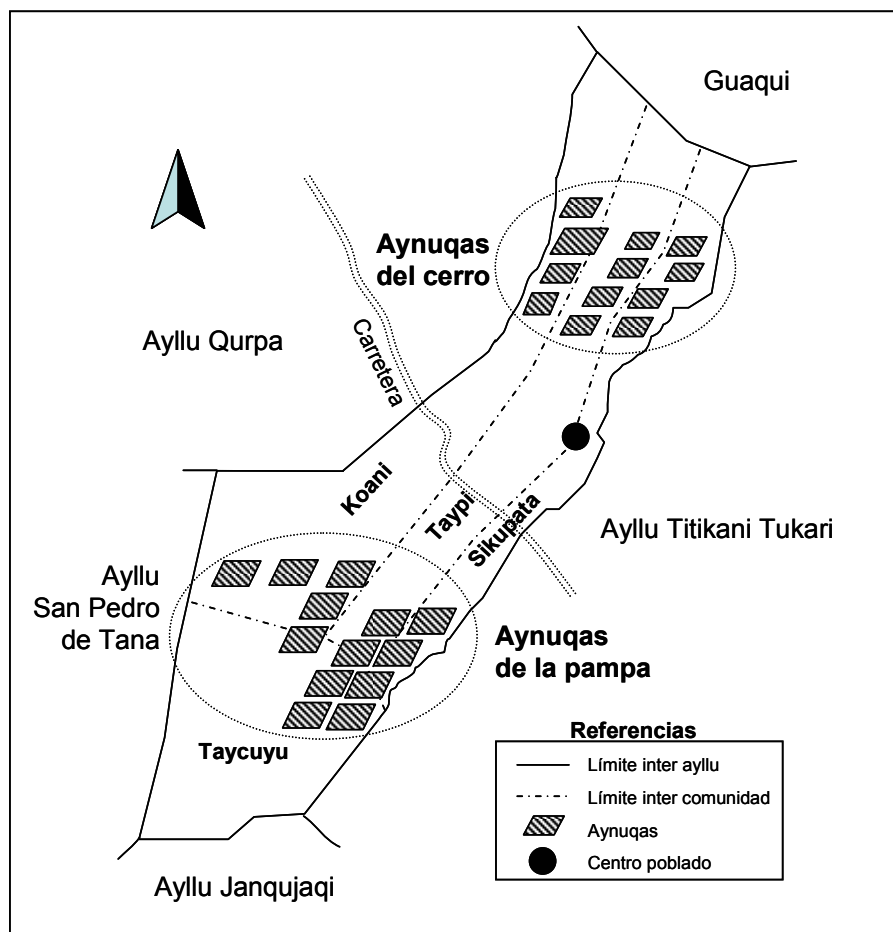 Guaqui
Aynuqas
del cerro
Ayllu Qurpa
Carretera
Koani
Taypi
Sikupata
Ayllu Titikani Tukari
Ayllu
San Pedro
de Tana
Aynuqas
de la pampa
Taycuyu
Referencias
Límite inter ayllu
Límite inter comunidad
Aynuqas
Centro poblado
Ayllu Janqujaqi